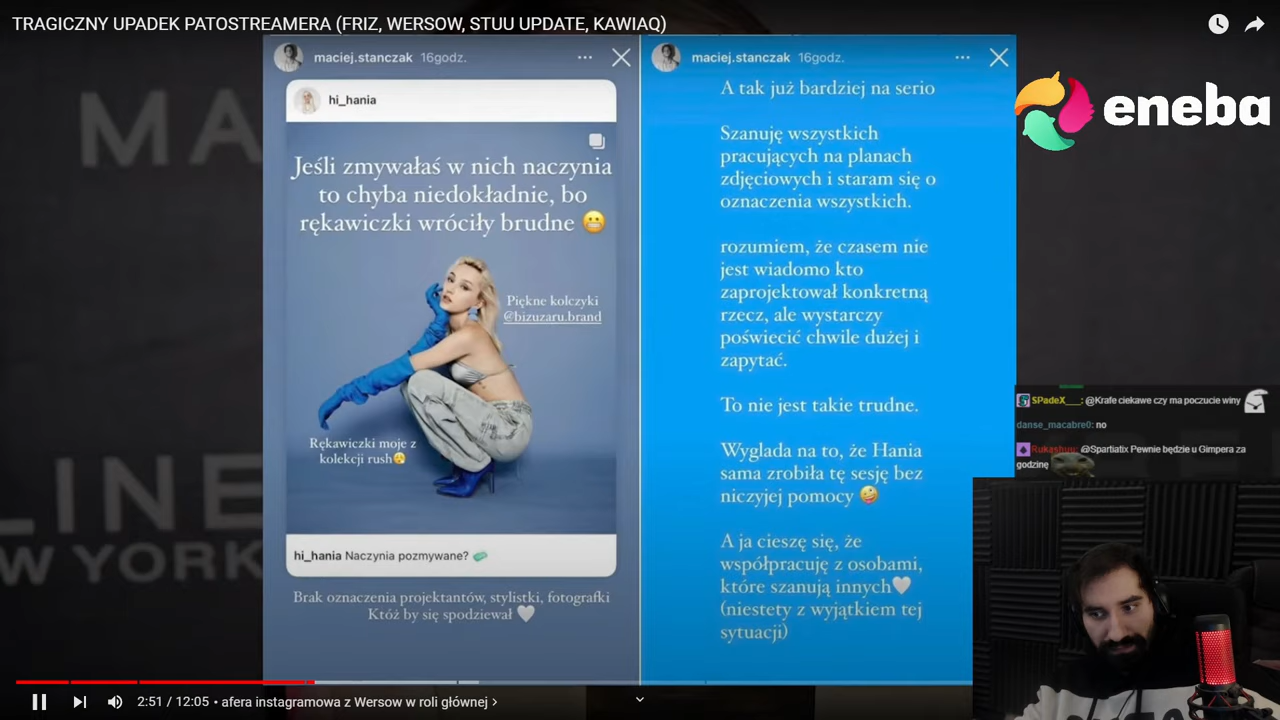 TRAGICZNY UPADEK PATOSTREAMERA (FRIZ, WERSOW, STUU UPDATE, KAWIAQ)
MA
LINE
W YORK
maciej.stanczak 16godz.
hi_hania
Jeśli zmywałaś w nich naczynia
to chyba niedokładnie, bo
rękawiczki wróciły brudne 😬
Piękne kolczyki
@bizuzaru.brand
Rękawiczki moje z
kolekcji rush🥱
hi_hania Naczynia pozmywane? 🧼
Brak oznaczenia projektantów, stylistki, fotografki
Któż by się spodziewał 🤍
maciej.stanczak 16godz.
A tak już bardziej na serio
Szanuję wszystkich
pracujących na planach
zdjęciowych i staram się o
oznaczenia wszystkich.
rozumiem, że czasem nie
jest wiadomo kto
zaprojektował konkretną
rzecz, ale wystarczy
poświecić chwile dużej i
zapytać.
To nie jest takie trudne.
Wyglada na to, że Hania
sama zrobiła tę sesję bez
niczyjej pomocy 🤪
A ja cieszę się, że
współpracuję z osobami,
które szanują innych🤍
(niestety z wyjątkiem tej
sytuacji)
eneba
SPadeX___: @Krafe ciekawe czy ma poczucie winy
danse_macabre0: no
Rukashuu: @Spartiatix Pewnie będzie u Gimpera za
godzinę
2:51 / 12:05 • afera instagramowa z Wersow w roli głównej >